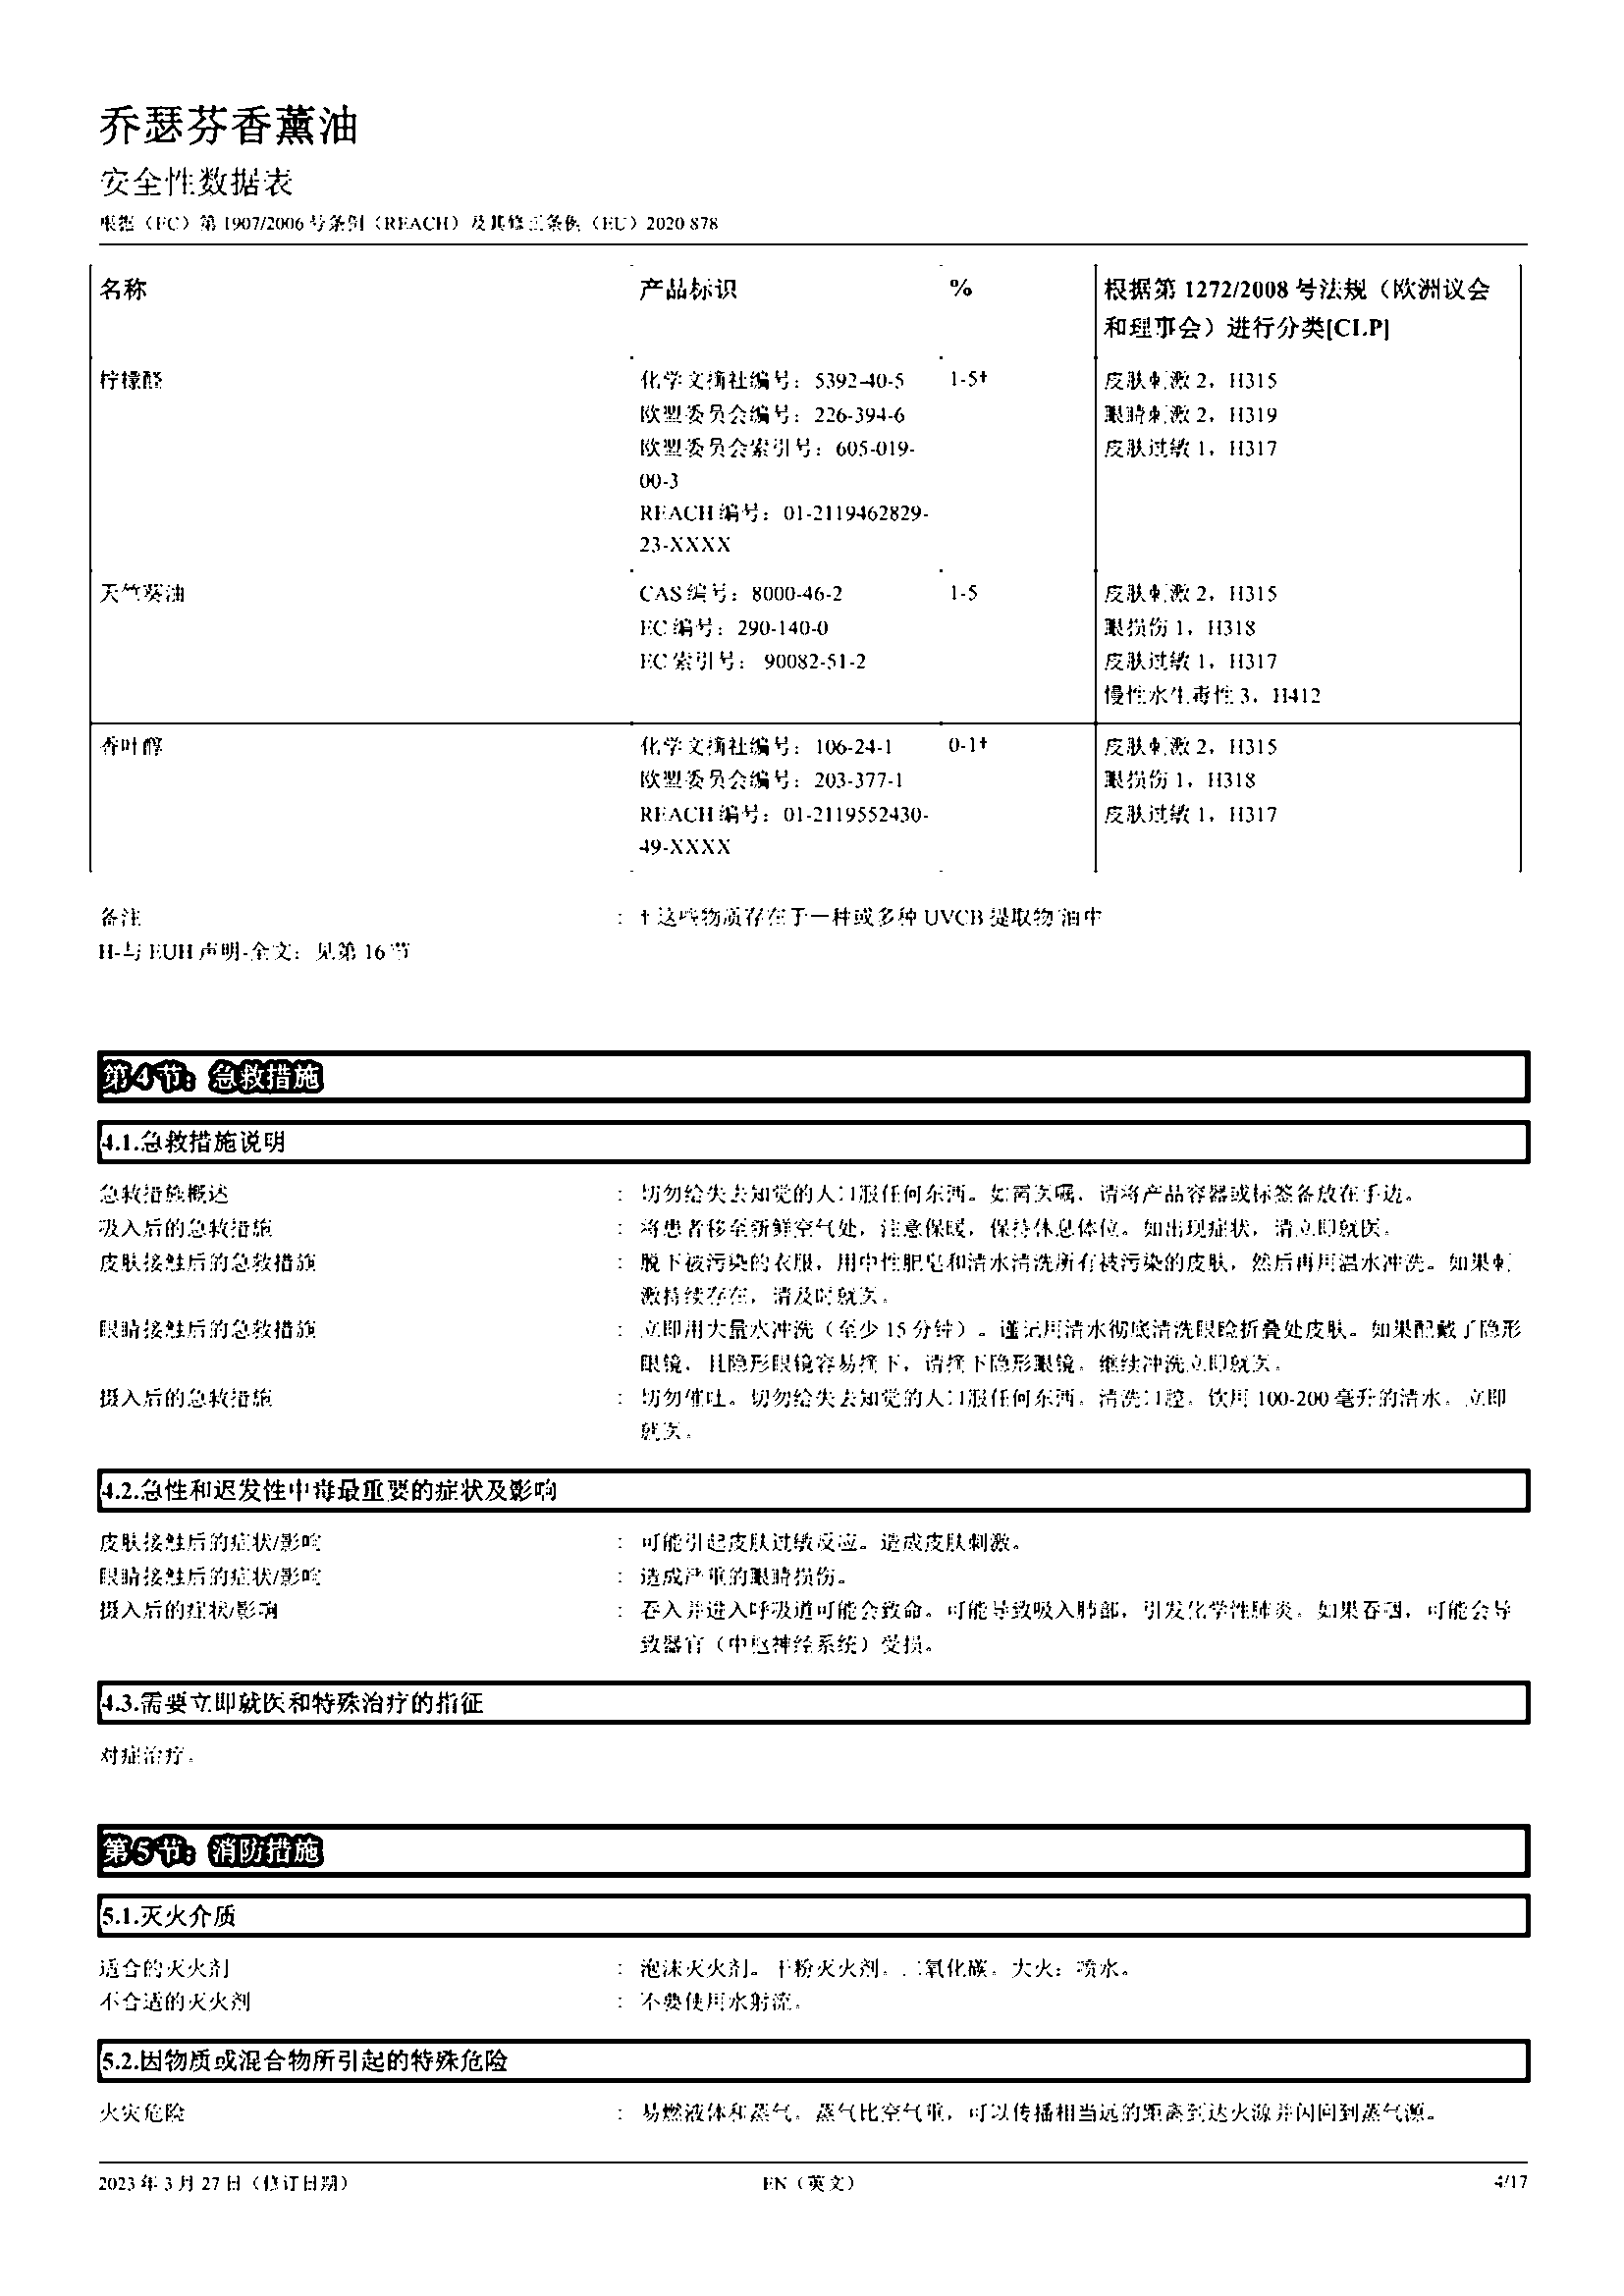 乔瑟芬香薰油
安全性数据表
根据（EC）第 1907/2006 号条例（REACH）及其修正条例（EU）2020/878
名称 产品标识 % 根据第 1272/2008 号法规（欧洲议会
和理事会）进行分类[CLP]
柠檬醛 化学文摘社编号：5392-40-5 1-5† 皮肤刺激 2，H315
欧盟委员会编号：226-394-6 眼睛刺激 2，H319
欧盟委员会索引号：605-019- 皮肤过敏 1，H317
00-3
REACH 编号：01-2119462829-
23-XXXX
天竺葵油 CAS 编号：8000-46-2 1-5 皮肤刺激 2，H315
EC 编号：290-140-0 眼损伤 1，H318
EC 索引号： 90082-51-2 皮肤过敏 1，H317
慢性水生毒性 3，H412
香叶醇 化学文摘社编号：106-24-1 0-1† 皮肤刺激 2，H315
欧盟委员会编号：203-377-1 眼损伤 1，H318
REACH 编号：01-2119552430- 皮肤过敏 1，H317
49-XXXX
备注 : † 这些物质存在于一种或多种 UVCB 提取物/油中
H-与 EUH 声明-全文：见第 16 节
第4节：急救措施
4.1.急救措施说明
急救措施概述 : 切勿给失去知觉的人口服任何东西。如需医嘱，请将产品容器或标签备放在手边。
吸入后的急救措施 : 将患者移至新鲜空气处，注意保暖，保持休息体位。如出现症状，请立即就医。
皮肤接触后的急救措施 : 脱下被污染的衣服，用中性肥皂和清水清洗所有被污染的皮肤，然后再用温水冲洗。如果刺
激持续存在，请及时就医。
眼睛接触后的急救措施 : 立即用大量水冲洗（至少 15 分钟）。谨记用清水彻底清洗眼睑折叠处皮肤。如果配戴了隐形
眼镜，且隐形眼镜容易摘下，请摘下隐形眼镜。继续冲洗立即就医。
摄入后的急救措施 : 切勿催吐。切勿给失去知觉的人口服任何东西。清洗口腔。饮用 100-200 毫升的清水。立即
就医。
4.2.急性和迟发性中毒最重要的症状及影响
皮肤接触后的症状/影响 : 可能引起皮肤过敏反应。造成皮肤刺激。
眼睛接触后的症状/影响 : 造成严重的眼睛损伤。
摄入后的症状/影响 : 吞入并进入呼吸道可能会致命。可能导致吸入肺部，引发化学性肺炎。如果吞咽，可能会导
致器官（中枢神经系统）受损。
4.3.需要立即就医和特殊治疗的指征
对症治疗。
第5节：消防措施
5.1.灭火介质
适合的灭火剂 : 泡沫灭火剂。干粉灭火剂。二氧化碳。大火：喷水。
不合适的灭火剂 : 不要使用水射流。
5.2.因物质或混合物所引起的特殊危险
火灾危险 : 易燃液体和蒸气。蒸气比空气重，可以传播相当远的距离到达火源并闪回到蒸气源。
2023 年 3 月 27 日（修订日期） EN（英文） 4/17